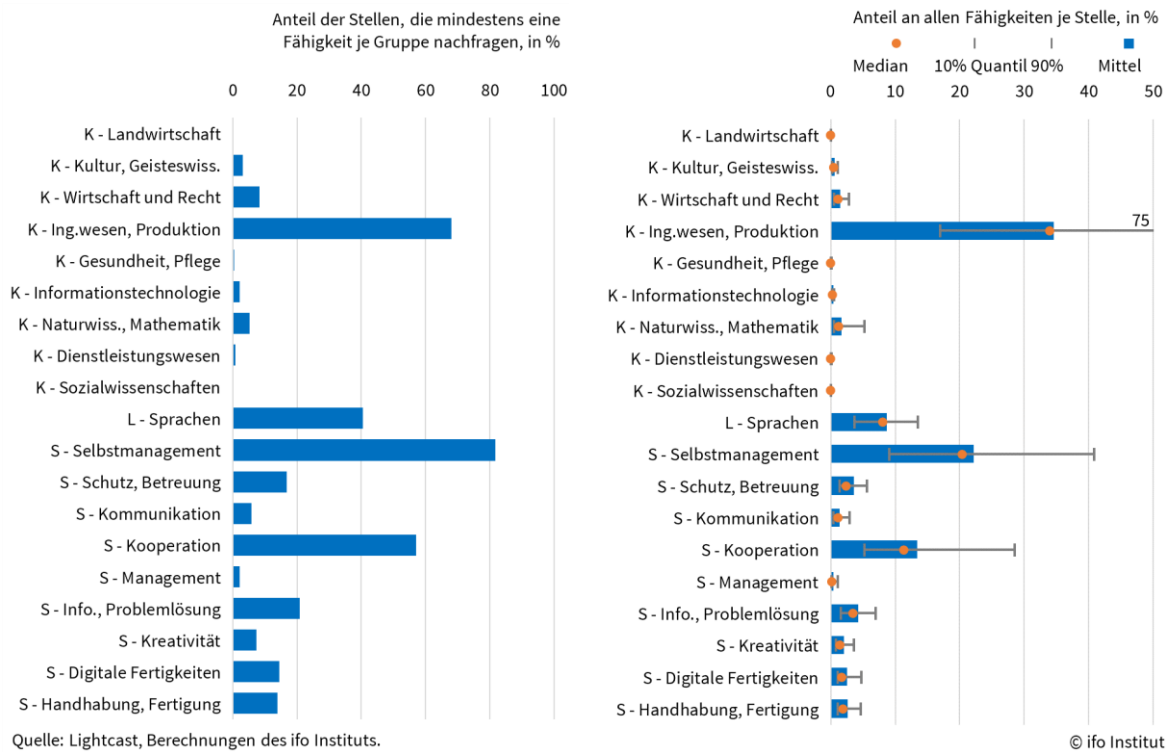 Anteil der Stellen, die mindestens eine
Fähigkeit je Gruppe nachfragen, in %
0 20 40 60 80 100
K - Landwirtschaft
K - Kultur, Geisteswiss.
K - Wirtschaft und Recht
K - Ing.wesen, Produktion
K - Gesundheit, Pflege
K - Informationstechnologie
K - Naturwiss., Mathematik
K - Dienstleistungswesen
K - Sozialwissenschaften
L - Sprachen
S - Selbstmanagement
S - Schutz, Betreuung
S - Kommunikation
S - Kooperation
S - Management
S - Info., Problemlösung
S - Kreativität
S - Digitale Fertigkeiten
S - Handhabung, Fertigung
Anteil an allen Fähigkeiten je Stelle, in %
Median 10% Quantil 90% Mittel
0 10 20 30 40 50
K - Landwirtschaft
K - Kultur, Geisteswiss.
K - Wirtschaft und Recht
75
K - Ing.wesen, Produktion
K - Gesundheit, Pflege
K - Informationstechnologie
K - Naturwiss., Mathematik
K - Dienstleistungswesen
K - Sozialwissenschaften
L - Sprachen
S - Selbstmanagement
S - Schutz, Betreuung
S - Kommunikation
S - Kooperation
S - Management
S - Info., Problemlösung
S - Kreativität
S - Digitale Fertigkeiten
S - Handhabung, Fertigung
Quelle: Lightcast, Berechnungen des ifo Instituts.
© ifo Institut